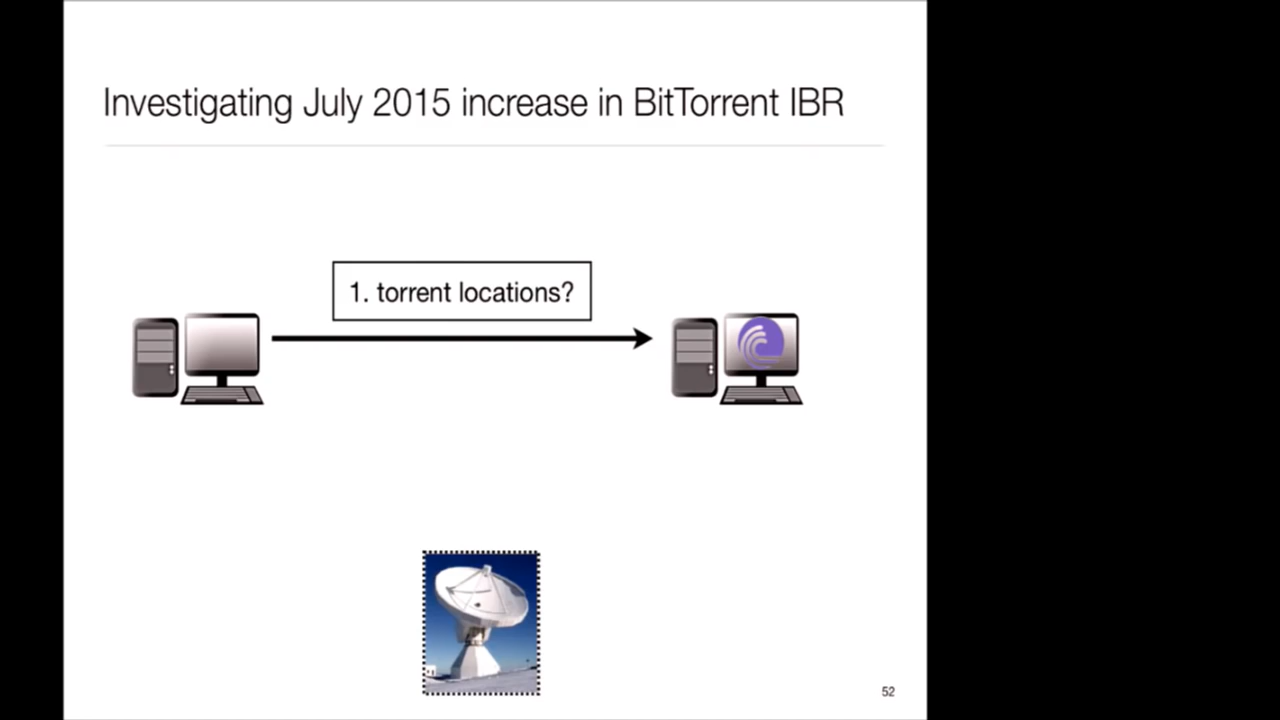 Investigating July 2015 increase in BitTorrent IBR
1. torrent locations?
52